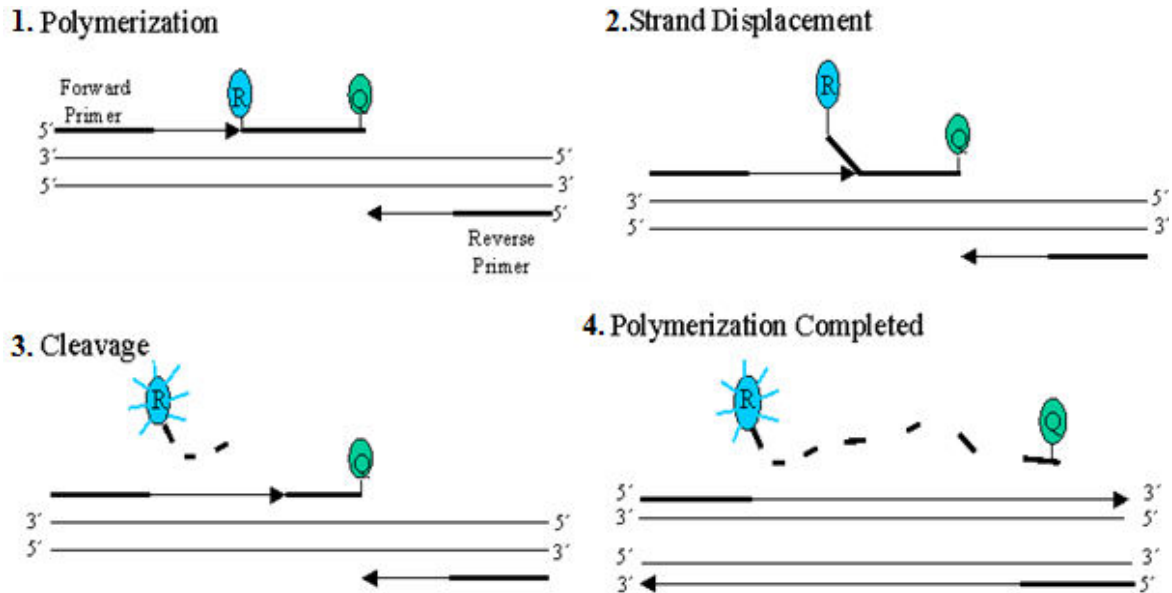 1. Polymerization
Forward
Primer
R
Q
5´
3´ 5´
5´ 3´
5´
Reverse
Primer
2.Strand Displacement
R
Q
3´ 5´
5´ 3´
3. Cleavage
R
Q
3´ 5´
5´ 3´
4. Polymerization Completed
R
Q
5´ 3´
3´ 5´
5´ 3´
3´ 5´